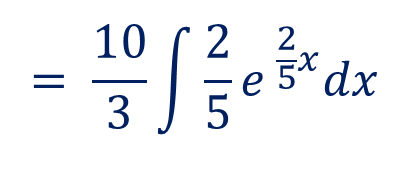 = 10/3 ∫ 2/5 e^(2/5 x) dx